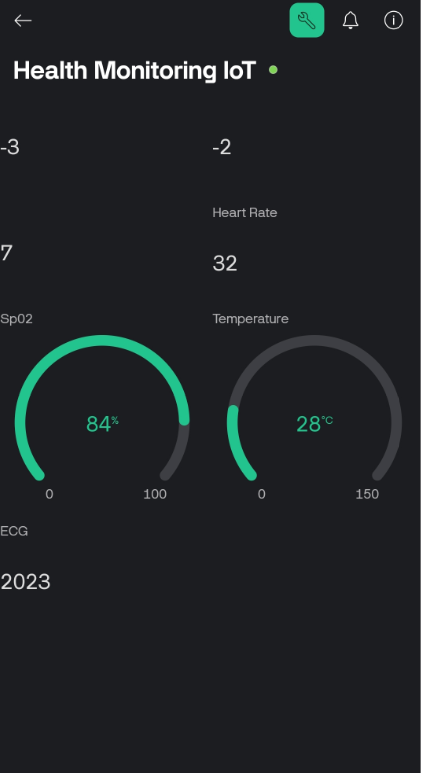 Health Monitoring IoT
-3
-2
Heart Rate
7
32
Sp02
Temperature
84%
28°C
0
100
0
150
ECG
2023